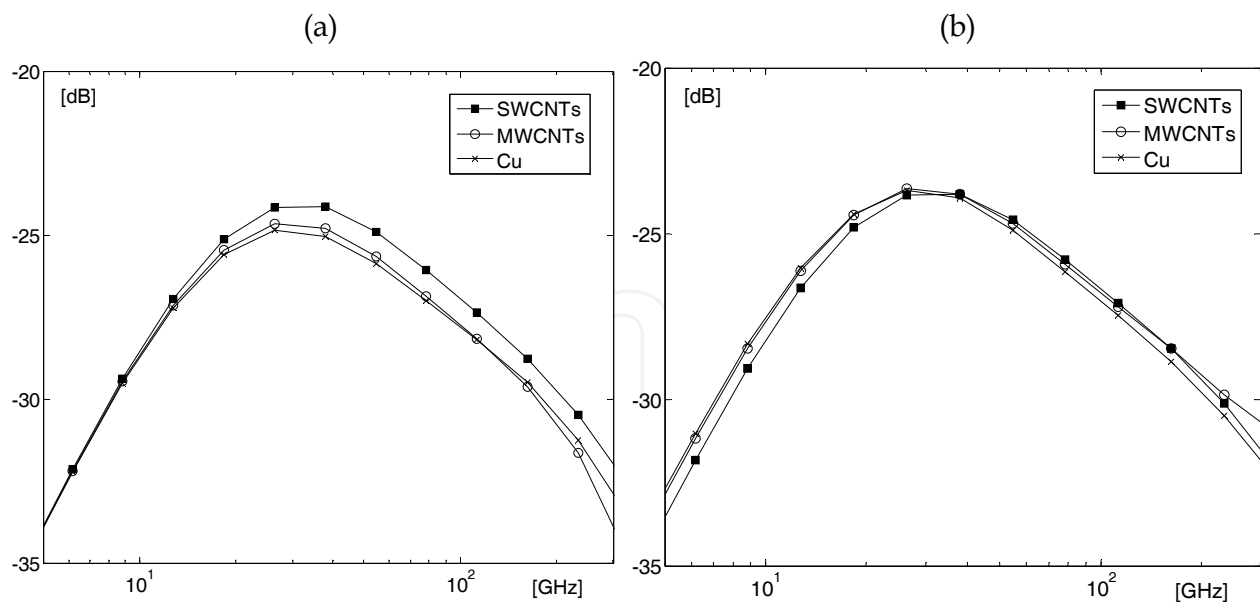 (a)
-20
[dB]
SWCNTs
MWCNTs
Cu
-25
-30
-35
10^1
10^2
[GHz]
(b)
-20
[dB]
SWCNTs
MWCNTs
Cu
-25
-30
-35
10^1
10^2
[GHz]